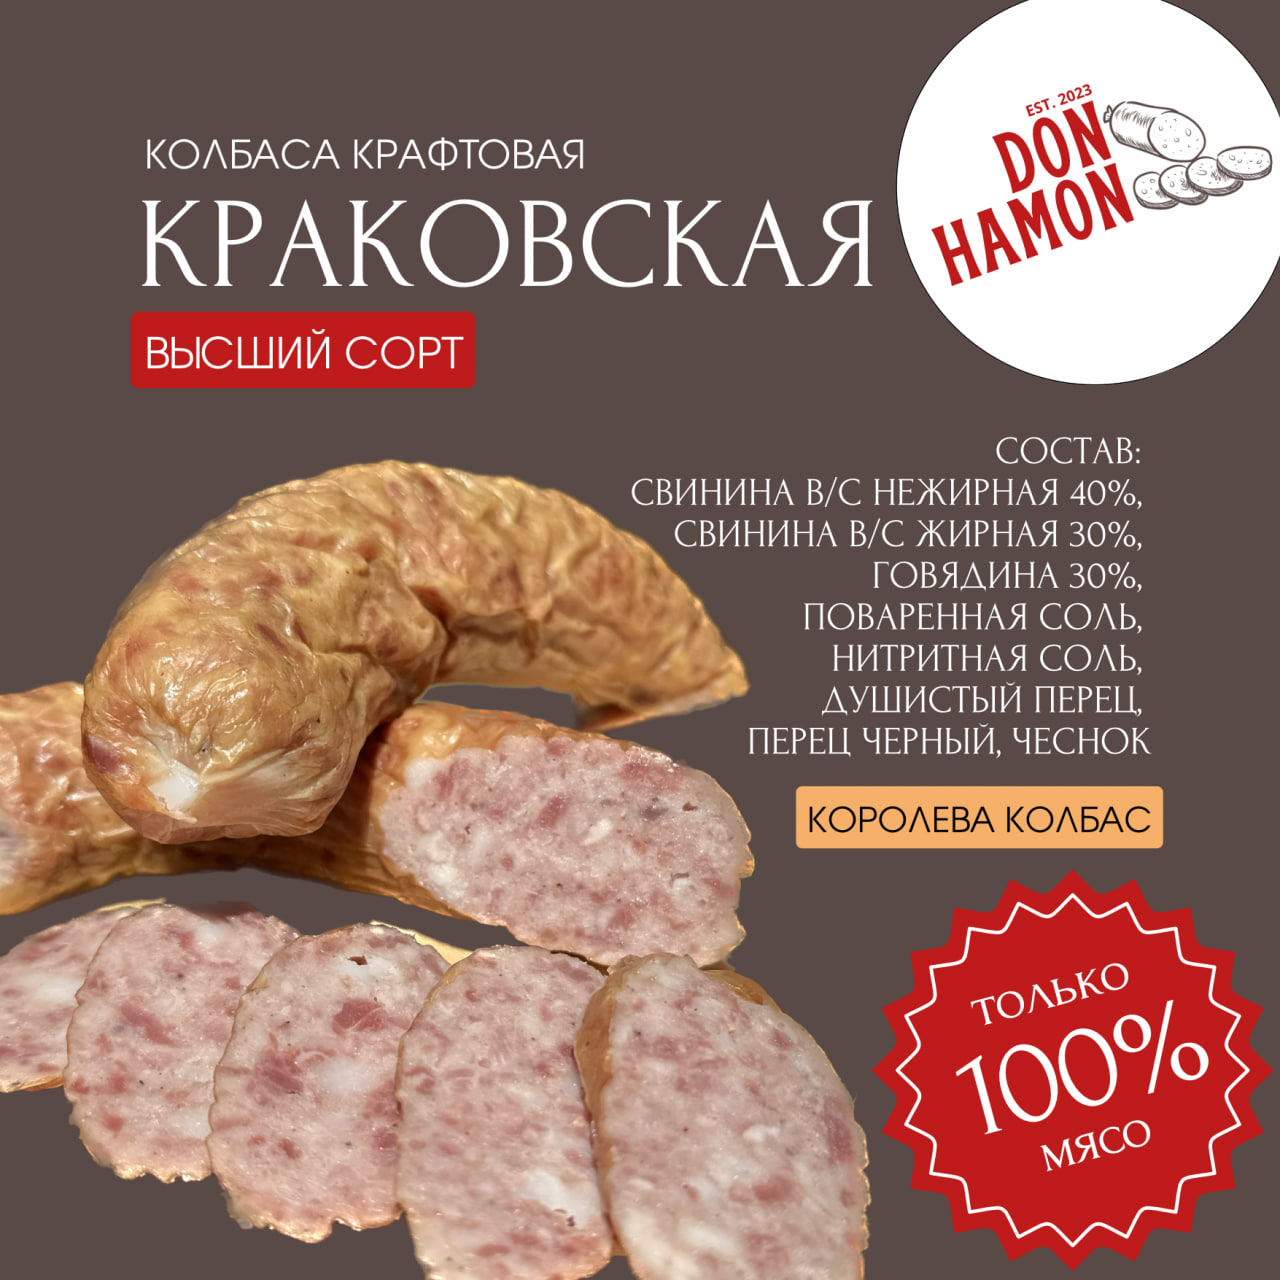 EST. 2023
DON
HAMON
КОЛБАСА КРАФТОВАЯ
КРАКОВСКАЯ
ВЫСШИЙ СОРТ
СОСТАВ:
СВИНИНА В/С НЕЖИРНАЯ 40%,
СВИНИНА В/С ЖИРНАЯ 30%,
ГОВЯДИНА 30%,
ПОВАРЕННАЯ СОЛЬ,
НИТРИТНАЯ СОЛЬ,
ДУШИСТЫЙ ПЕРЕЦ,
ПЕРЕЦ ЧЕРНЫЙ, ЧЕСНОК
КОРОЛЕВА КОЛБАС
ТОЛЬКО
100%
МЯСО